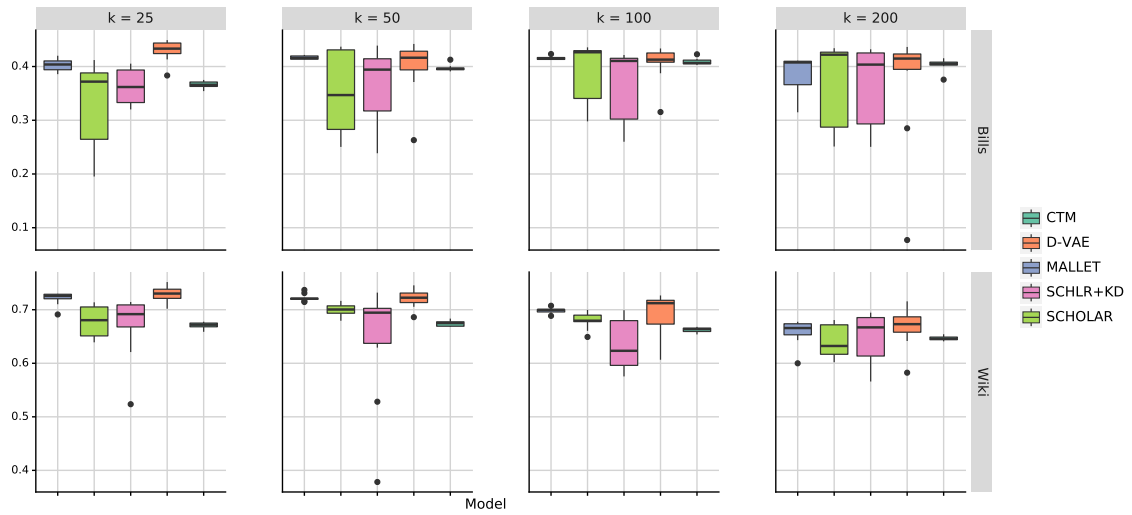 k = 25
k = 50
k = 100
k = 200
0.4
0.3
0.2
0.1
Bills
0.7
0.6
0.5
0.4
Wiki
Model
CTM
D-VAE
MALLET
SCHLR+KD
SCHOLAR